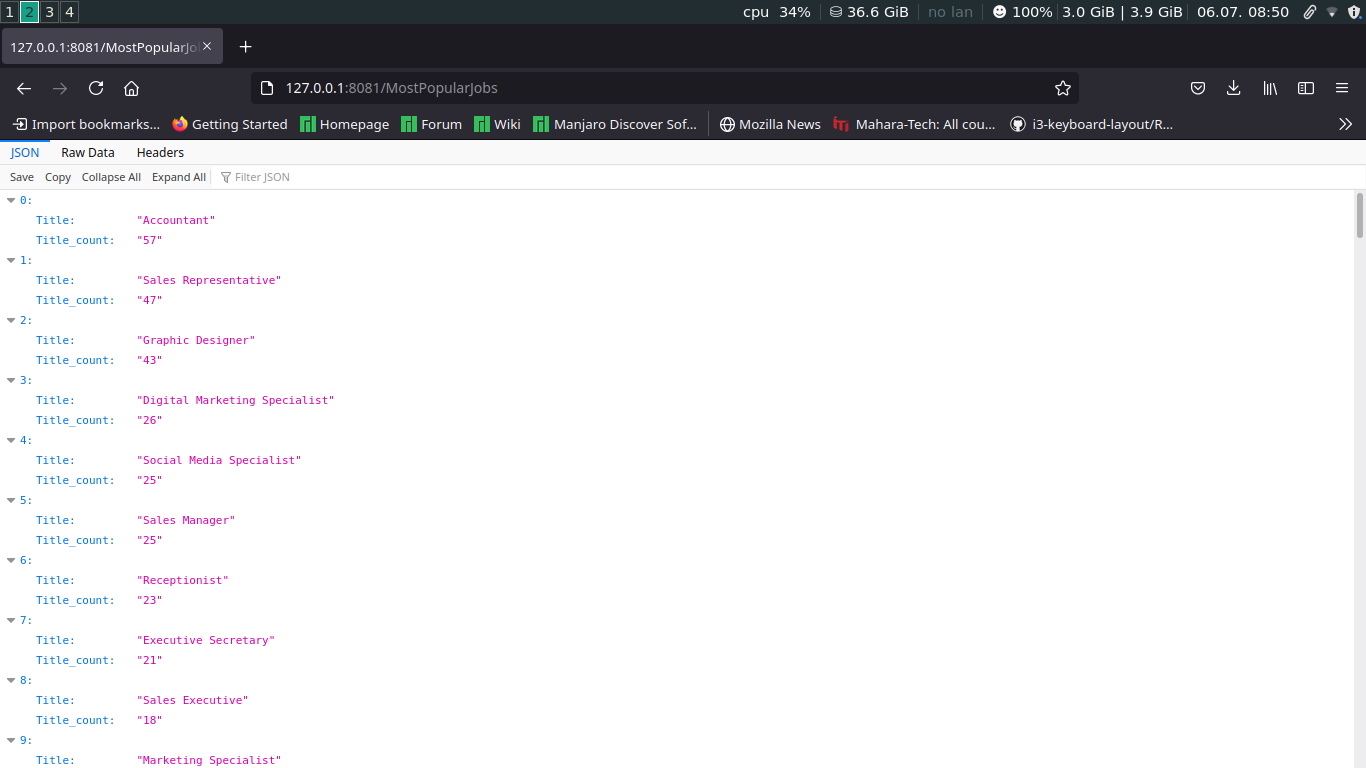 1 2 3 4 cpu 34% 36.6 GiB no lan 100% 3.0 GiB | 3.9 GiB 06.07. 08:50
127.0.0.1:8081/MostPopularJo
127.0.0.1:8081/MostPopularJobs
Import bookmarks... Getting Started Homepage Forum Wiki Manjaro Discover Sof... Mozilla News Mahara-Tech: All cou... i3-keyboard-layout/R...
JSON Raw Data Headers
Save Copy Collapse All Expand All Filter JSON
0:
Title: "Accountant"
Title_count: "57"
1:
Title: "Sales Representative"
Title_count: "47"
2:
Title: "Graphic Designer"
Title_count: "43"
3:
Title: "Digital Marketing Specialist"
Title_count: "26"
4:
Title: "Social Media Specialist"
Title_count: "25"
5:
Title: "Sales Manager"
Title_count: "25"
6:
Title: "Receptionist"
Title_count: "23"
7:
Title: "Executive Secretary"
Title_count: "21"
8:
Title: "Sales Executive"
Title_count: "18"
9:
Title: "Marketing Specialist"